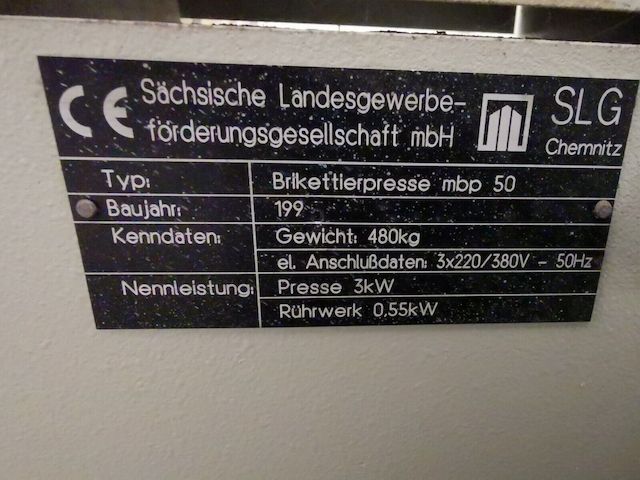 CE Sächsische Landesgewerbe- SLG
förderungsgesellschaft mbH Chemnitz
Typ: Brikettierpresse mbp 50
Baujahr: 199
Kenndaten: Gewicht: 480kg
el. Anschlußdaten: 3x220/380V - 50Hz
Nennleistung: Presse 3kW
Rührwerk 0,55kW